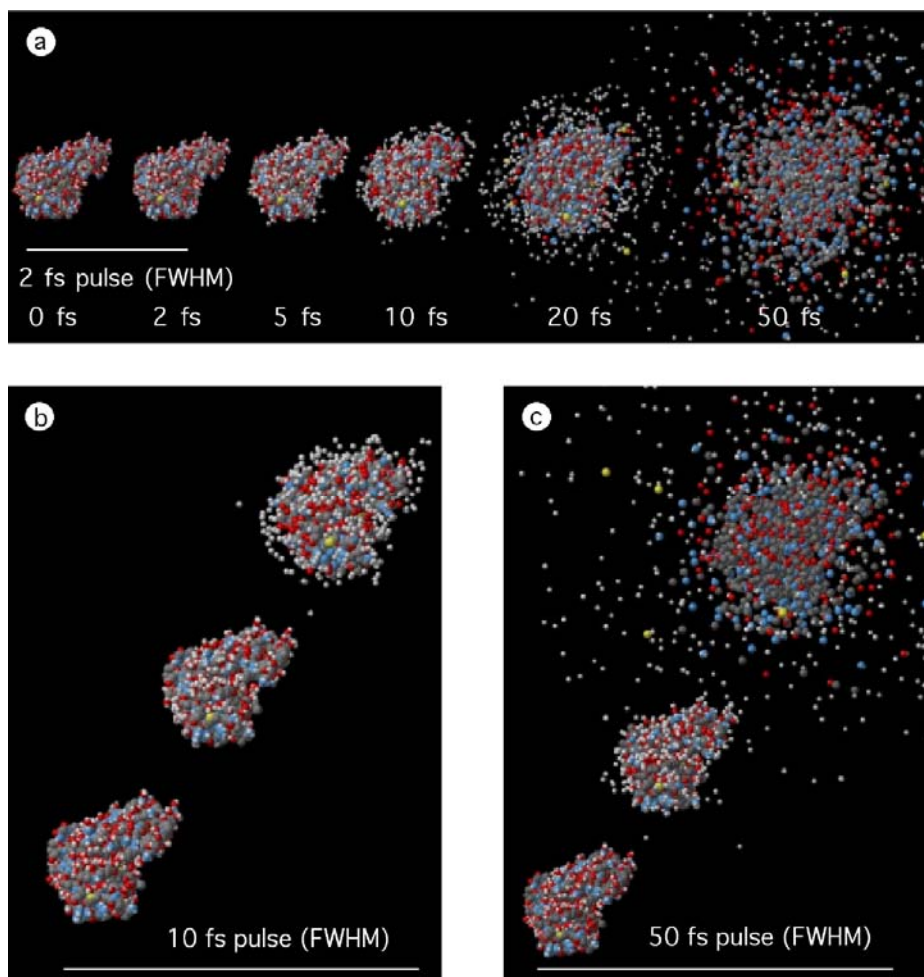 a
2 fs pulse (FWHM)
0 fs 2 fs 5 fs 10 fs 20 fs 50 fs
b
10 fs pulse (FWHM)
c
50 fs pulse (FWHM)